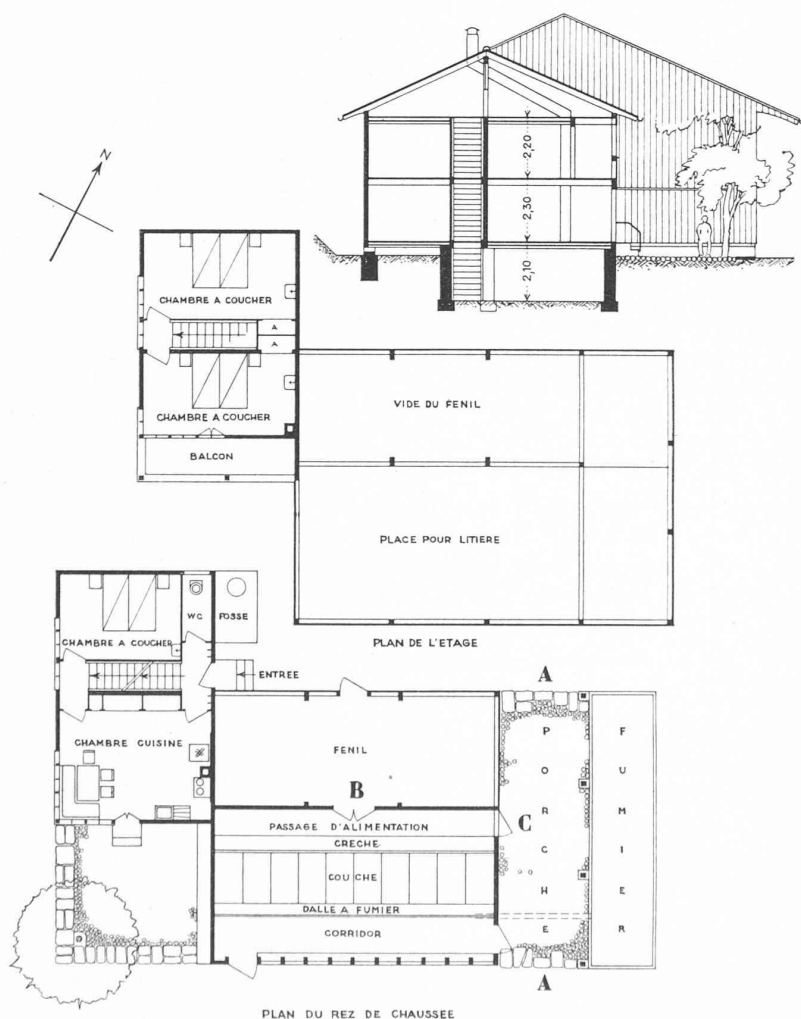 N
2,20
2,30
2,10
CHAMBRE A COUCHER
A
A
CHAMBRE A COUCHER
BALCON
VIDE DU FENIL
PLACE POUR LITIERE
PLAN DE L'ETAGE
WC
FOSSE
CHAMBRE A COUCHER
ENTREE
CHAMBRE CUISINE
FENIL
B
PASSAGE D'ALIMENTATION
CRECHE
COUCHE
DALLE A FUMIER
CORRIDOR
A
PORCHE
C
A
FUMIER
PLAN DU REZ DE CHAUSSEE